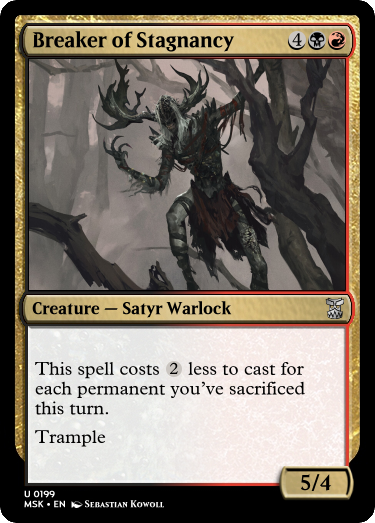 Breaker of Stagnancy 4
Creature — Satyr Warlock
This spell costs 2 less to cast for
each permanent you've sacrificed
this turn.
Trample
5/4
U 0199
MSK • EN Sebastian Kowoll